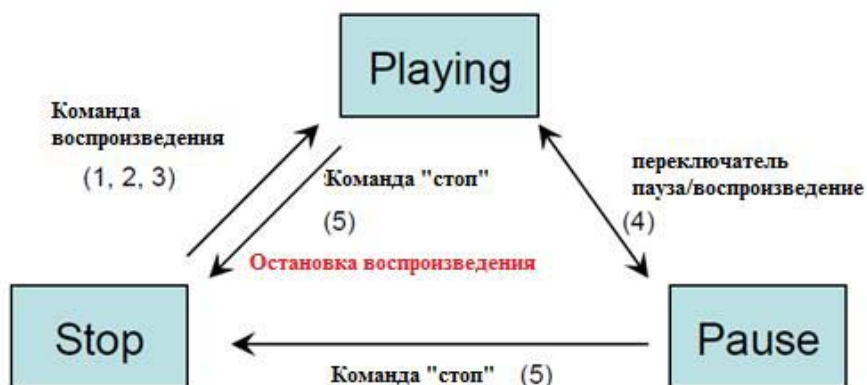 Playing
Команда
воспроизведения
(1, 2, 3)
Команда "стоп"
(5)
переключатель
пауза/воспроизведение
(4)
Остановка воспроизведения
Stop
Pause
Команда "стоп" (5)